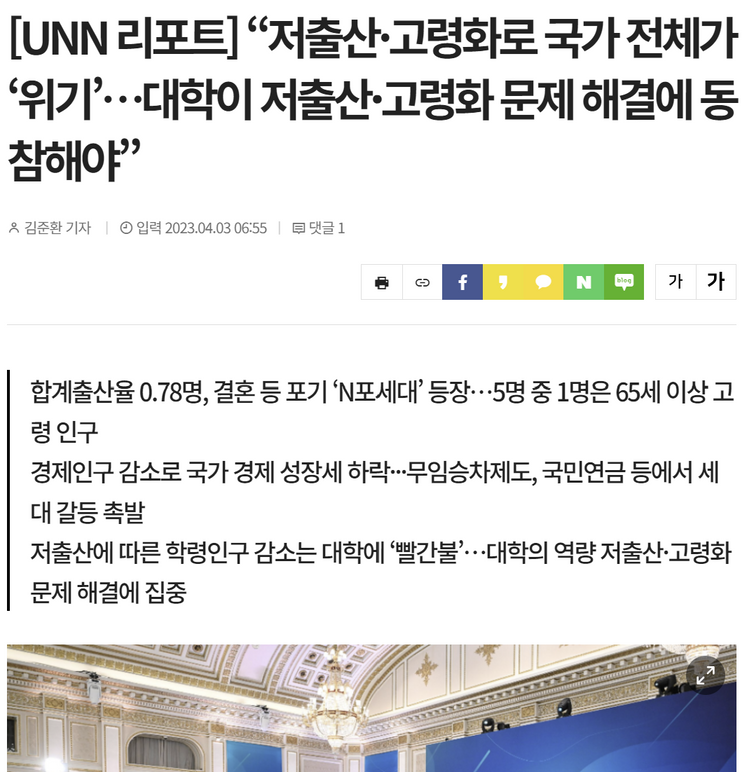 [UNN 리포트] “저출산·고령화로 국가 전체가
‘위기’…대학이 저출산·고령화 문제 해결에 동
참해야”
김준환 기자 | 입력 2023.04.03 06:55 | 댓글 1
f N blog 가 가
합계출산율 0.78명, 결혼 등 포기 ‘N포세대’ 등장…5명 중 1명은 65세 이상 고
령 인구
경제인구 감소로 국가 경제 성장세 하락…무임승차제도, 국민연금 등에서 세
대 갈등 촉발
저출산에 따른 학령인구 감소는 대학에 ‘빨간불’…대학의 역량 저출산·고령화
문제 해결에 집중